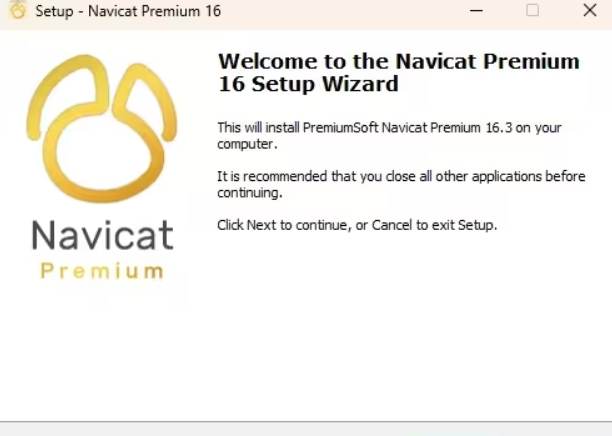 Setup - Navicat Premium 16
Welcome to the Navicat Premium
16 Setup Wizard
This will install PremiumSoft Navicat Premium 16.3 on your
computer.
It is recommended that you close all other applications before
continuing.
Click Next to continue, or Cancel to exit Setup.
Navicat
Premium